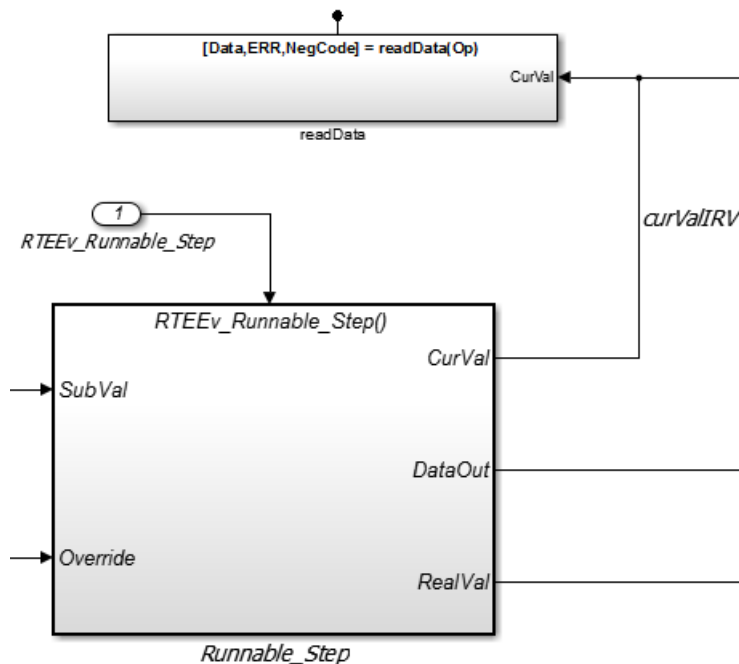 [Data,ERR,NegCode] = readData(Op)
CurVal
readData
1
RTEEv_Runnable_Step
curValIRV
RTEEv_Runnable_Step()
CurVal
SubVal
DataOut
Override
RealVal
Runnable_Step